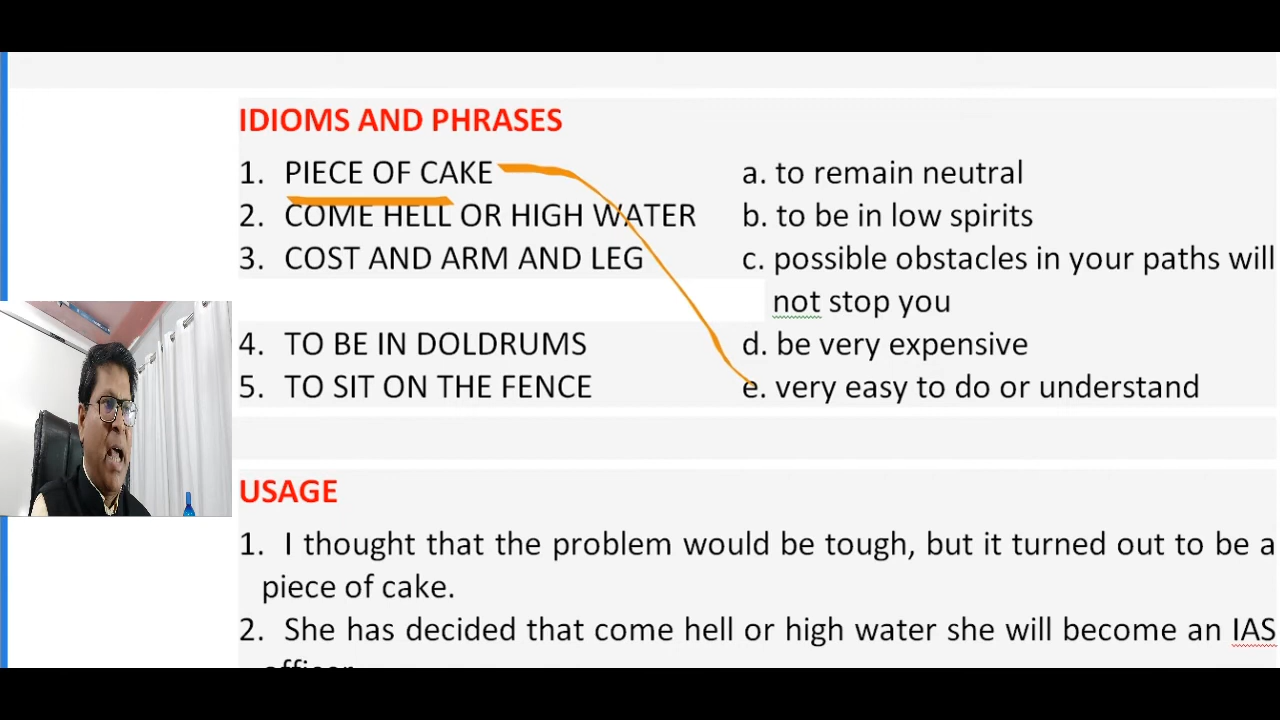 IDIOMS AND PHRASES
1. PIECE OF CAKE a. to remain neutral
2. COME HELL OR HIGH WATER b. to be in low spirits
3. COST AND ARM AND LEG c. possible obstacles in your paths will
not stop you
4. TO BE IN DOLDRUMS d. be very expensive
5. TO SIT ON THE FENCE e. very easy to do or understand
USAGE
1. I thought that the problem would be tough, but it turned out to be a
piece of cake.
2. She has decided that come hell or high water she will become an IAS